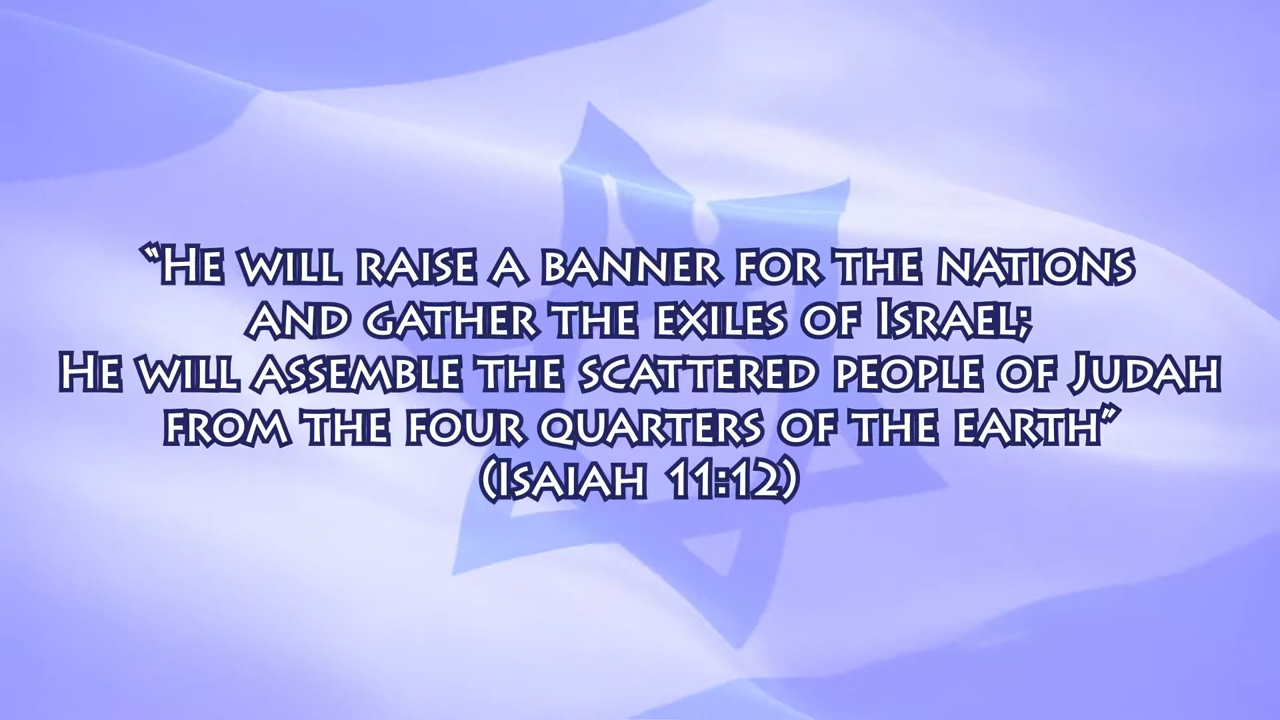 “He will raise a banner for the nations
and gather the exiles of Israel;
He will assemble the scattered people of Judah
from the four quarters of the earth”
(Isaiah 11:12)